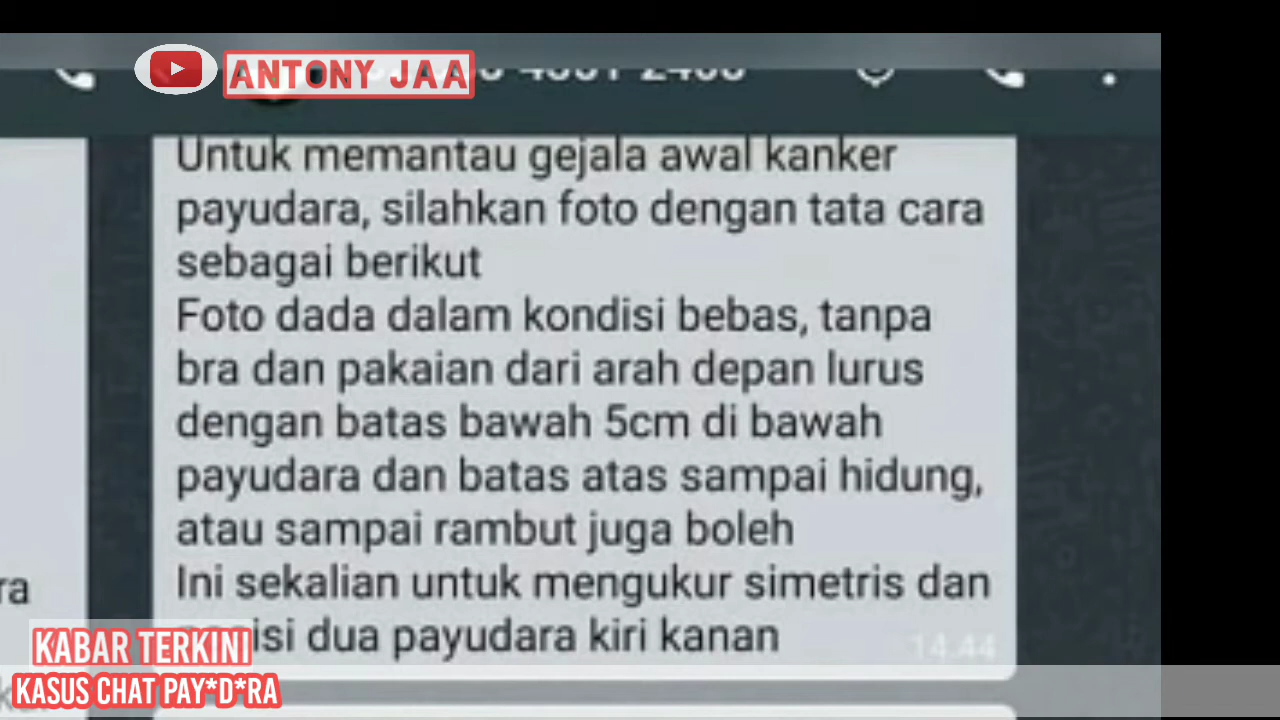 ANTONY JAA
Untuk memantau gejala awal kanker
payudara, silahkan foto dengan tata cara
sebagai berikut
Foto dada dalam kondisi bebas, tanpa
bra dan pakaian dari arah depan lurus
dengan batas bawah 5cm di bawah
payudara dan batas atas sampai hidung,
atau sampai rambut juga boleh
Ini sekalian untuk mengukur simetris dan
dua payudara kiri kanan
14.44
ra
KABAR TERKINI
KASUS CHAT PAY*D*RA